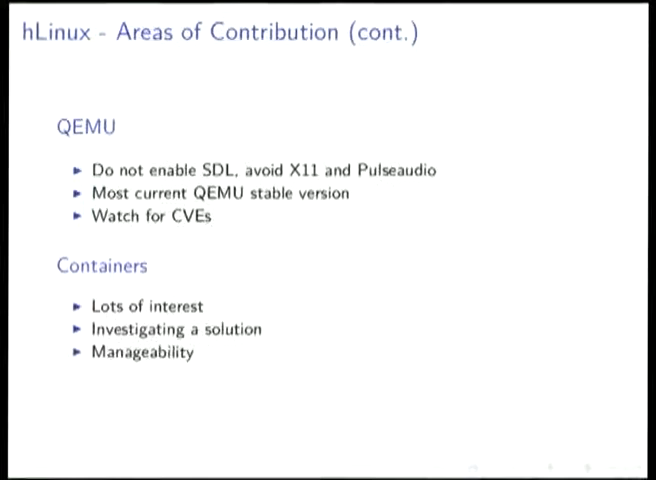 hLinux - Areas of Contribution (cont.)
QEMU
Do not enable SDL, avoid X11 and Pulseaudio
Most current QEMU stable version
Watch for CVEs
Containers
Lots of interest
Investigating a solution
Manageability